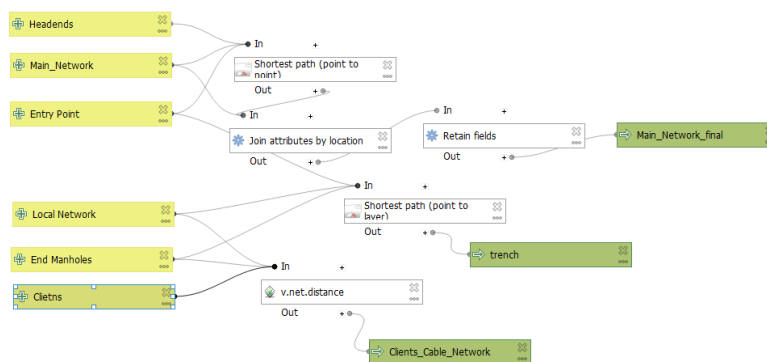 Headends
In +
Main_Network
Shortest path (point to
point)
Out +
Entry Point
In +
In +
Join attributes by location
Retain fields
Main_Network_final
Out +
Out +
In +
Local Network
Shortest path (point to
layer)
Out +
End Manholes
trench
In +
Clietns
v.net.distance
Out +
Clients_Cable_Network